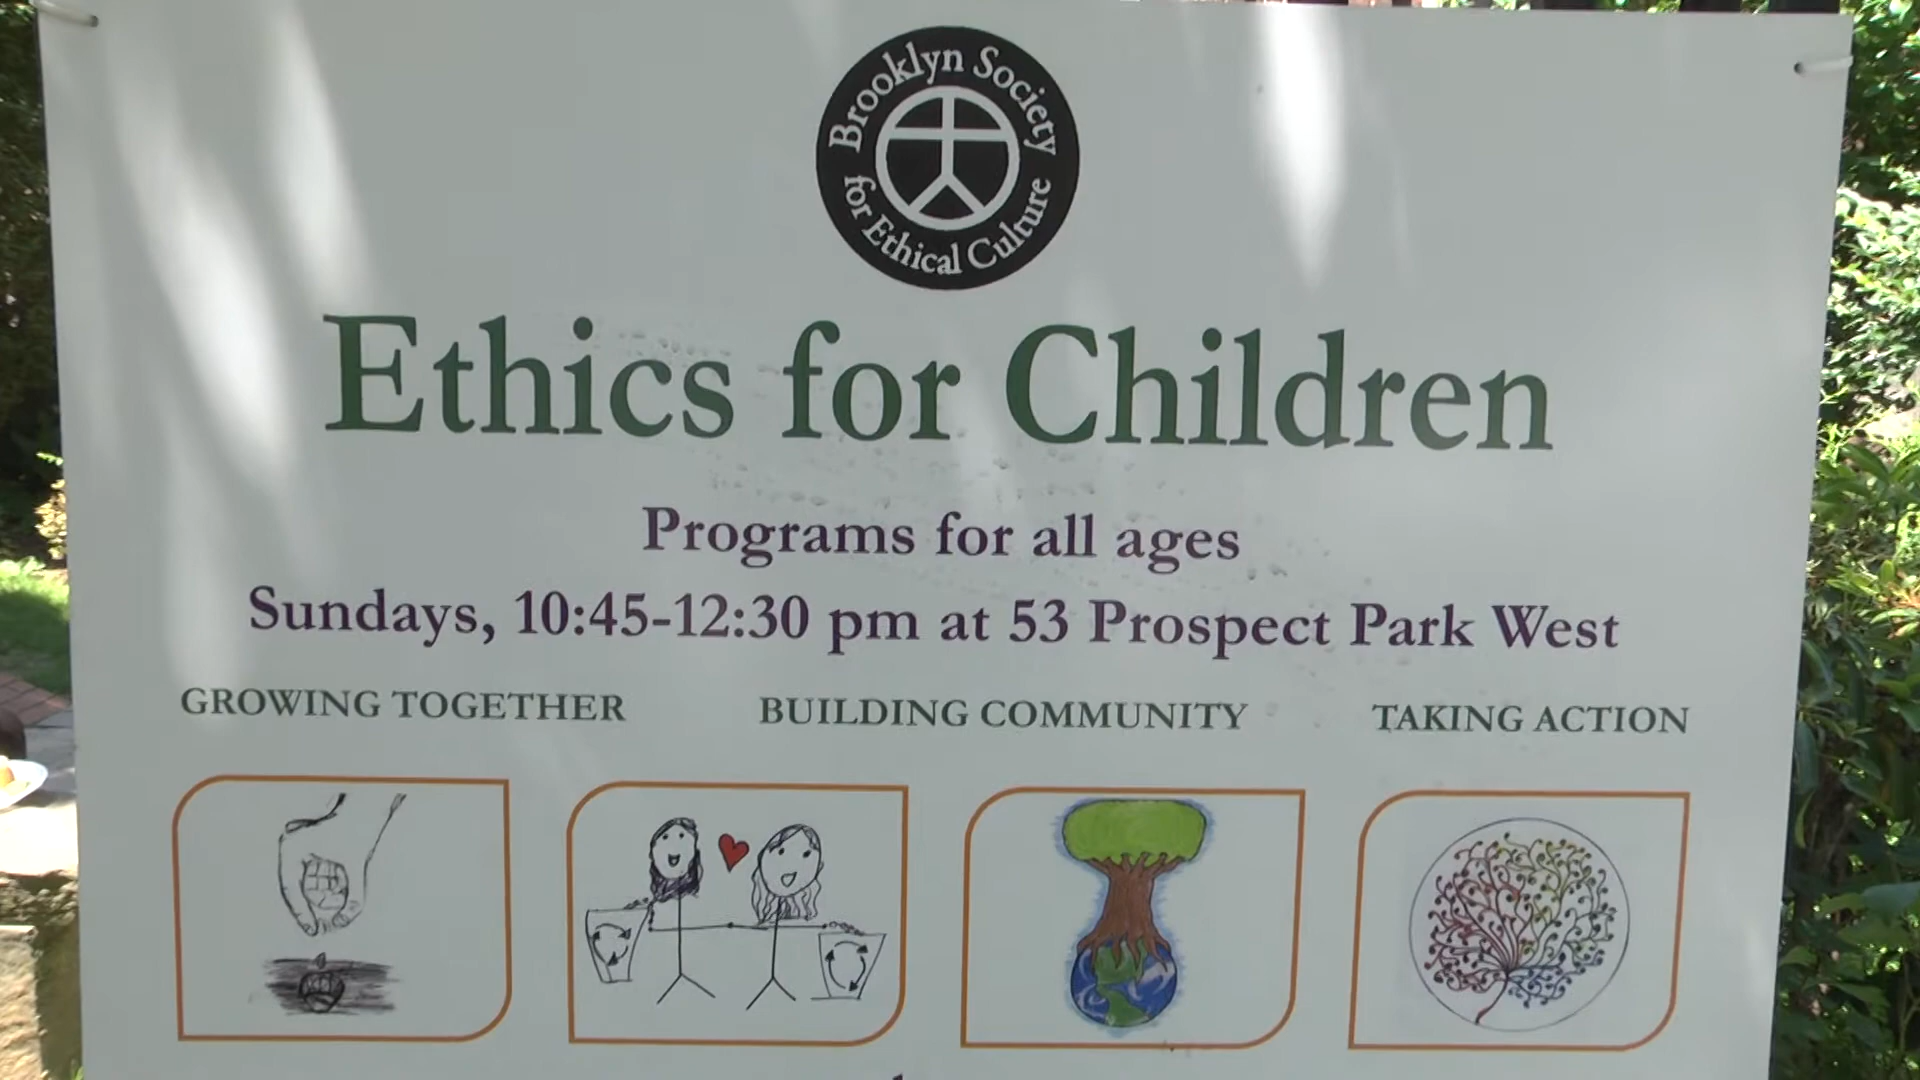 Brooklyn Society
for Ethical Culture
Ethics for Children
Programs for all ages
Sundays, 10:45-12:30 pm at 53 Prospect Park West
GROWING TOGETHER BUILDING COMMUNITY TAKING ACTION